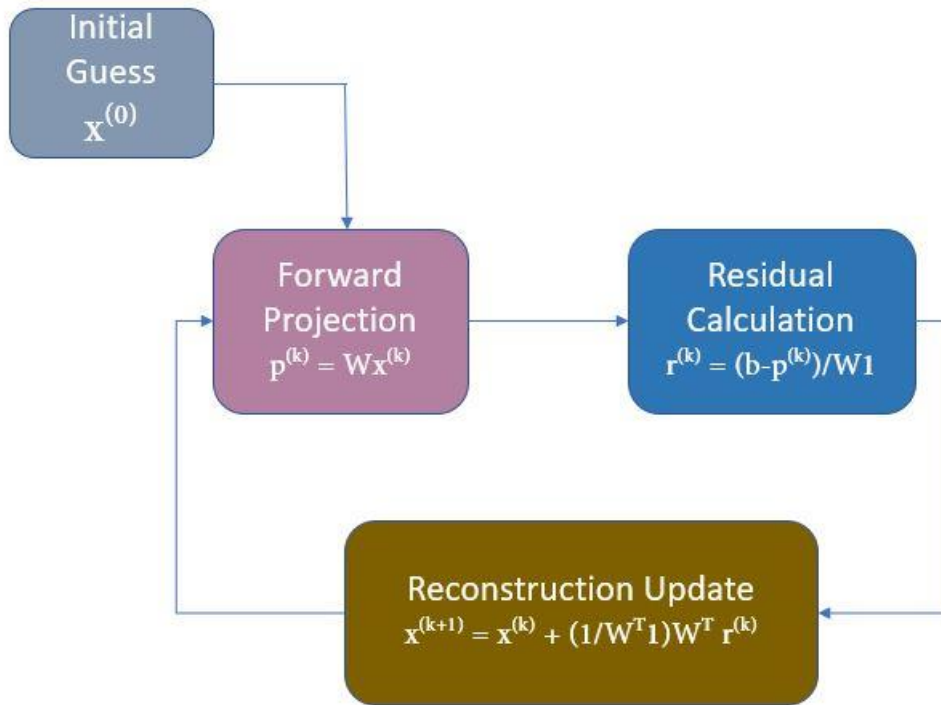 Initial
Guess
x⁽⁰⁾
Forward
Projection
p⁽ᵏ⁾ = Wx⁽ᵏ⁾
Residual
Calculation
r⁽ᵏ⁾ = (b-p⁽ᵏ⁾)/W1
Reconstruction Update
x⁽ᵏ⁺¹⁾ = x⁽ᵏ⁾ + (1/Wᵀ1)Wᵀ r⁽ᵏ⁾